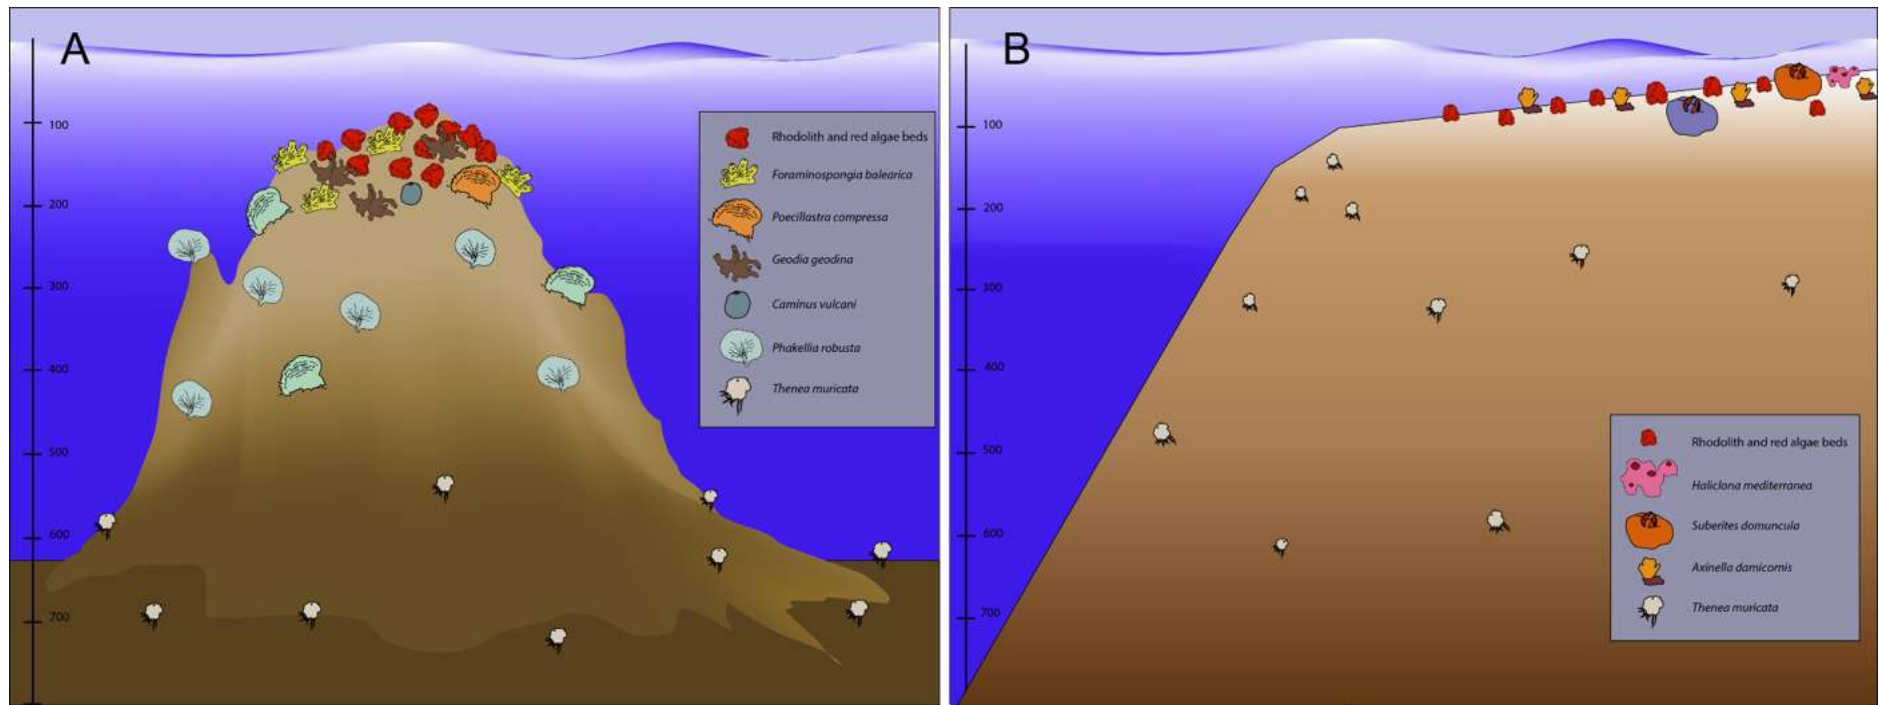 A
100
200
300
400
500
600
700
Rhodolith and red algae beds
Foraminospongia balearica
Poecillastra compressa
Geodia geodina
Caminus vulcani
Phakellia robusta
Thenea muricata
B
100
200
300
400
500
600
700
Rhodolith and red algae beds
Haliclona mediterranea
Suberites domuncula
Axinella damicornis
Thenea muricata